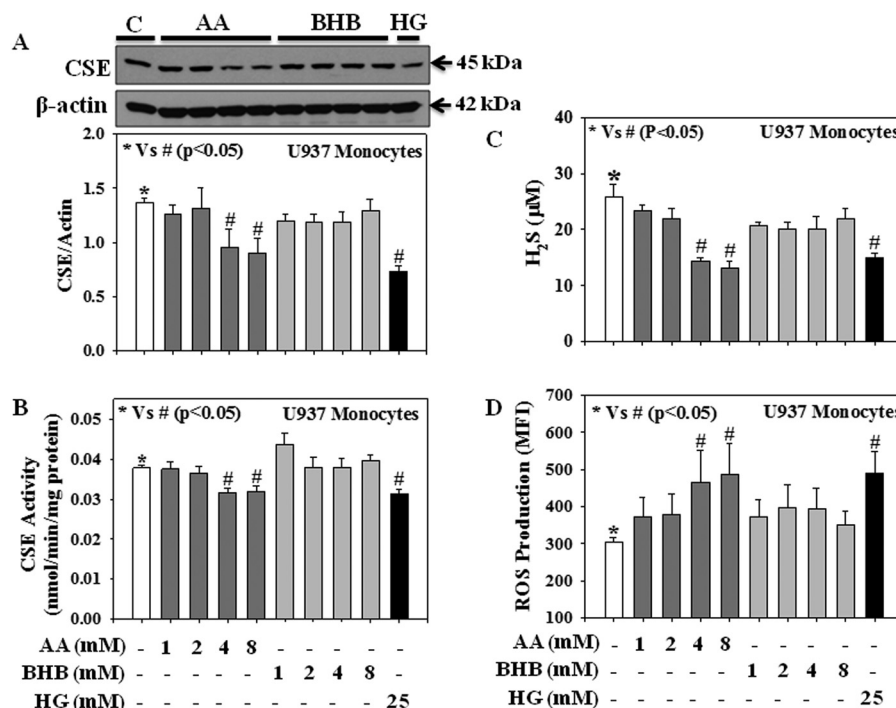 C AA BHB HG
A
CSE 45 kDa
β-actin 42 kDa
2.0
* Vs # (p<0.05) U937 Monocytes
1.5
1.0
0.5
0.0
CSE/Actin
*
# #
#
C
40
* Vs # (P<0.05) U937 Monocytes
30
20
10
0
H₂S (µM)
*
# #
#
B
0.05
* Vs # (p<0.05) U937 Monocytes
0.04
0.03
0.02
0.01
0.00
CSE Activity
(nmol/min/mg protein)
*
# #
#
AA (mM) - 1 2 4 8 - - - - -
BHB (mM) - - - - - 1 2 4 8 -
HG (mM) - - - - - - - - - 25
D
700
* Vs # (p<0.05) U937 Monocytes
600
500
400
300
200
100
ROS Production (MFI)
*
# #
#
AA (mM) - 1 2 4 8 - - - - -
BHB (mM) - - - - - 1 2 4 8 -
HG (mM) - - - - - - - - - 25